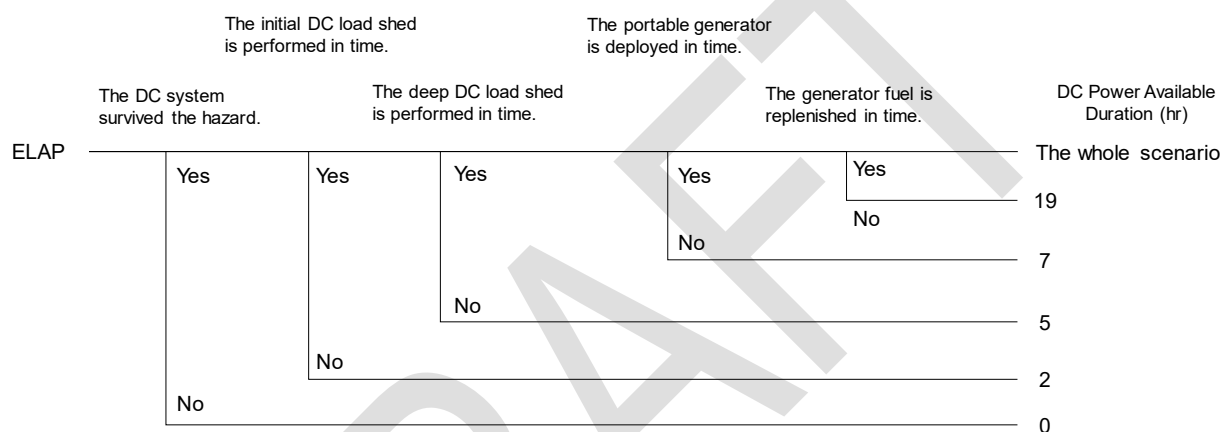 The initial DC load shed
is performed in time.
The portable generator
is deployed in time.
The DC system
survived the hazard.
The deep DC load shed
is performed in time.
The generator fuel is
replenished in time.
DC Power Available
Duration (hr)
ELAP
The whole scenario
Yes
Yes
Yes
Yes
Yes
19
No
No
7
No
5
No
2
No
0
DRAFT